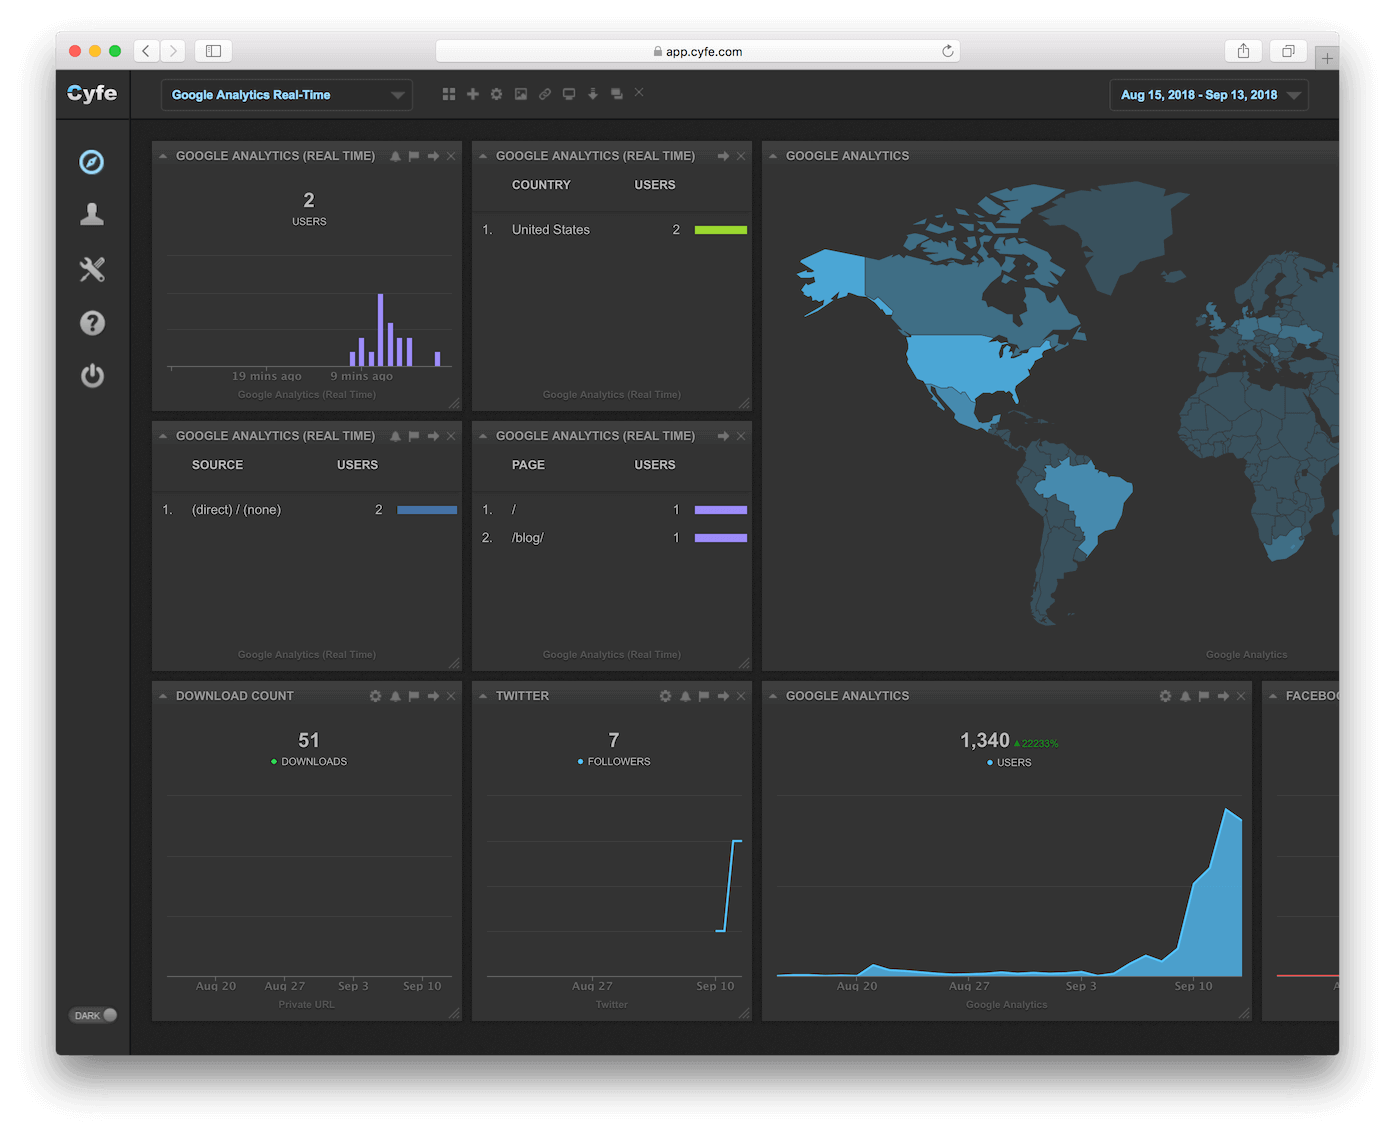 app.cyfe.com
Cyfe
Google Analytics Real-Time
Aug 15, 2018 - Sep 13, 2018
GOOGLE ANALYTICS (REAL TIME)
2
USERS
19 mins ago
9 mins ago
Google Analytics (Real Time)
GOOGLE ANALYTICS (REAL TIME)
COUNTRY USERS
1. United States 2
Google Analytics (Real Time)
GOOGLE ANALYTICS
Google Analytics
GOOGLE ANALYTICS (REAL TIME)
SOURCE USERS
1. (direct) / (none) 2
Google Analytics (Real Time)
GOOGLE ANALYTICS (REAL TIME)
PAGE USERS
1. / 1
2. /blog/ 1
Google Analytics (Real Time)
DOWNLOAD COUNT
51
DOWNLOADS
Aug 20 Aug 27 Sep 3 Sep 10
Private URL
TWITTER
7
FOLLOWERS
Aug 27 Sep 10
Twitter
GOOGLE ANALYTICS
1,340 ▲22233%
USERS
Aug 20 Aug 27 Sep 3 Sep 10
Google Analytics
FACEBO
DARK